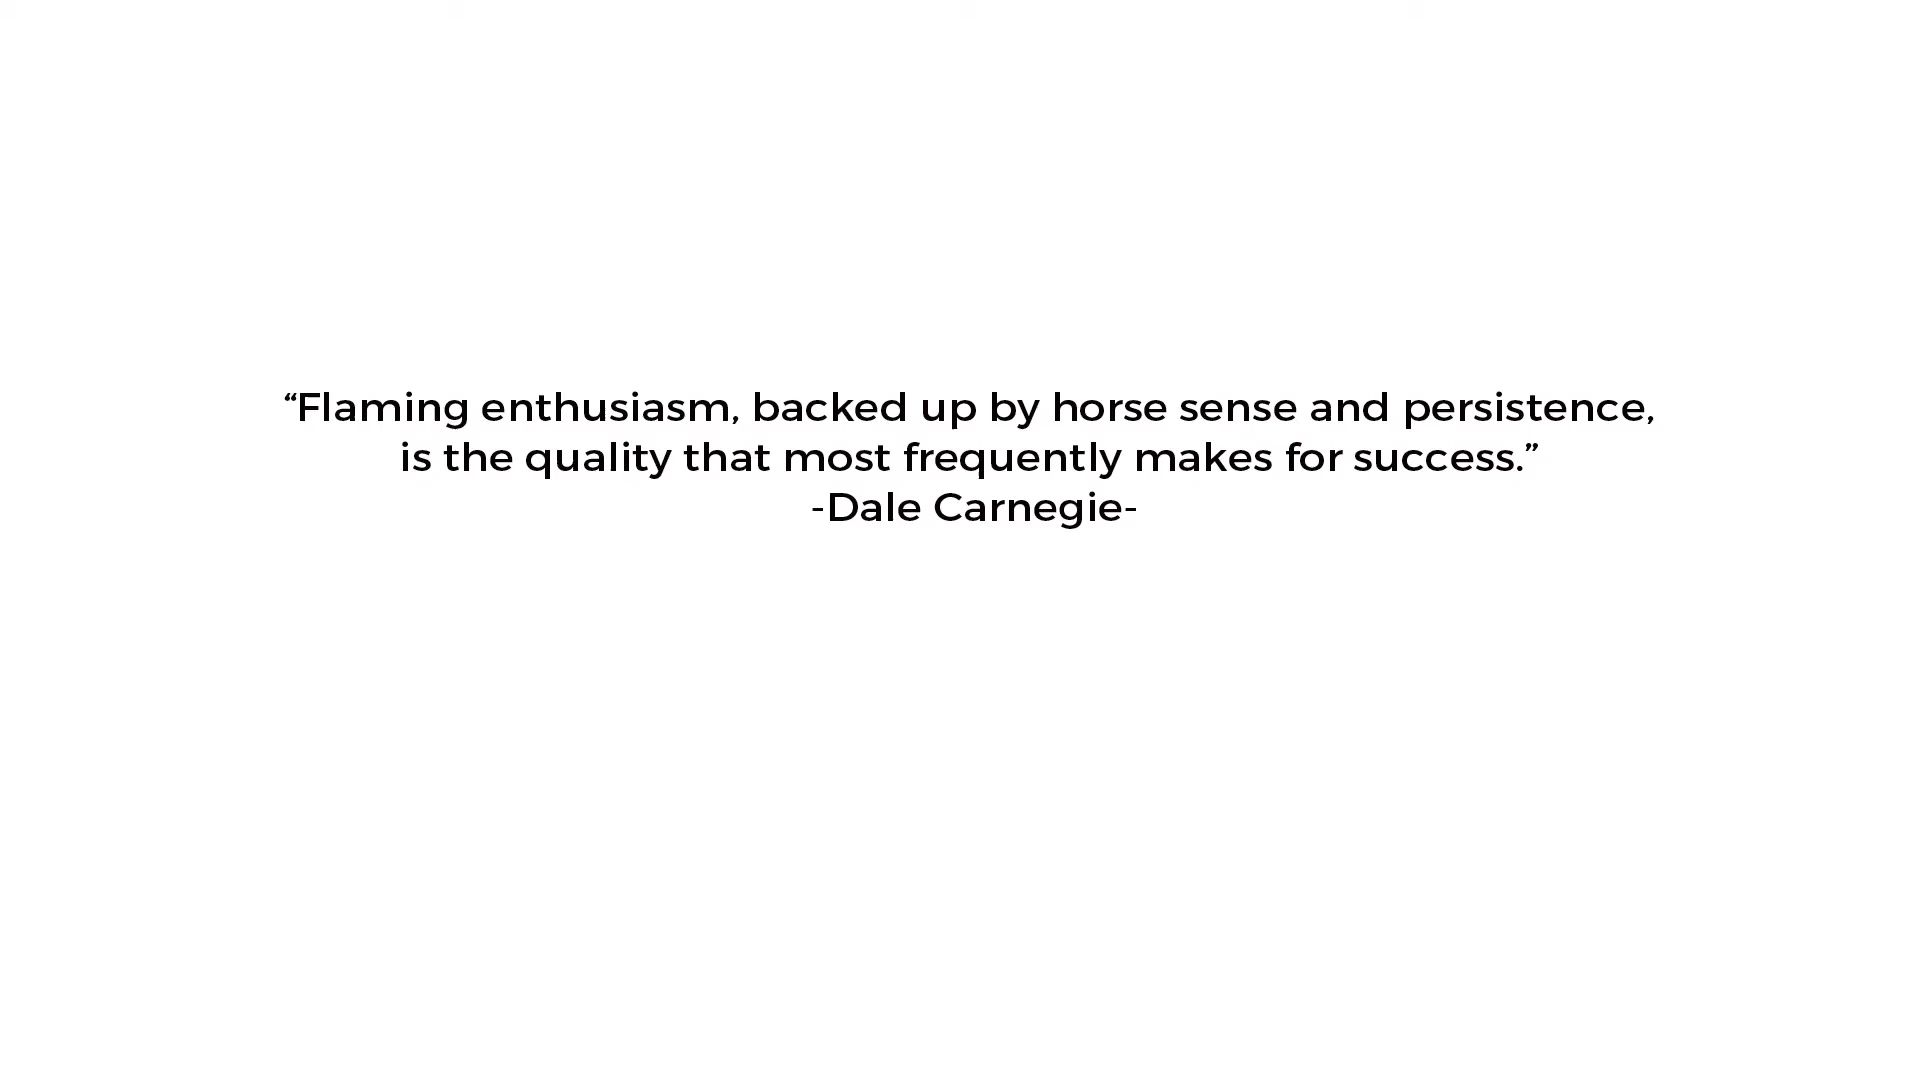 “Flaming enthusiasm, backed up by horse sense and persistence,
is the quality that most frequently makes for success.”
-Dale Carnegie-